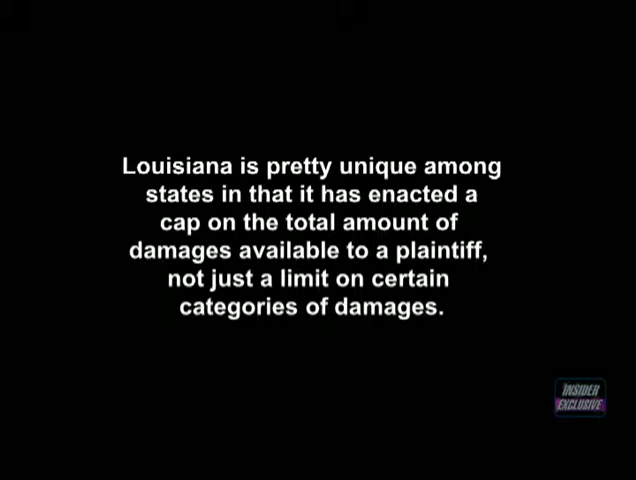 Louisiana is pretty unique among
states in that it has enacted a
cap on the total amount of
damages available to a plaintiff,
not just a limit on certain
categories of damages.
INSIDER
EXCLUSIVE